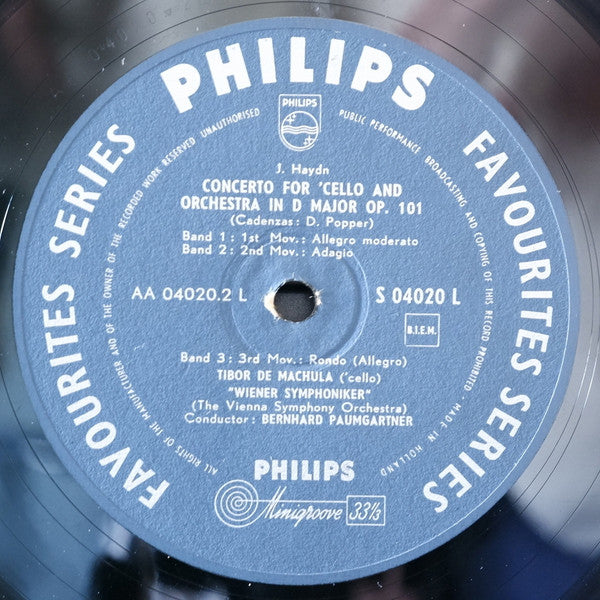 PHILIPS
FAVOURITES SERIES
FAVOURITES SERIES
ALL RIGHTS OF THE MANUFACTURER AND OF THE OWNER OF THE RECORDED WORK RESERVED UNAUTHORISED PUBLIC PERFORMANCE BROADCASTING AND COPYING OF THIS RECORD PROHIBITED MADE IN HOLLAND
PHILIPS
J. Haydn
CONCERTO FOR 'CELLO AND
ORCHESTRA IN D MAJOR OP. 101
(Cadenzas: D. Popper)
Band 1: 1st Mov.: Allegro moderato
Band 2: 2nd Mov.: Adagio
AA 04020.2 L
S 04020 L
B.I.E.M.
Band 3: 3rd Mov.: Rondo (Allegro)
TIBOR DE MACHULA ('cello)
"WIENER SYMPHONIKER"
(The Vienna Symphony Orchestra)
Conductor: BERNHARD PAUMGARTNER
PHILIPS
Minigroove 33⅓